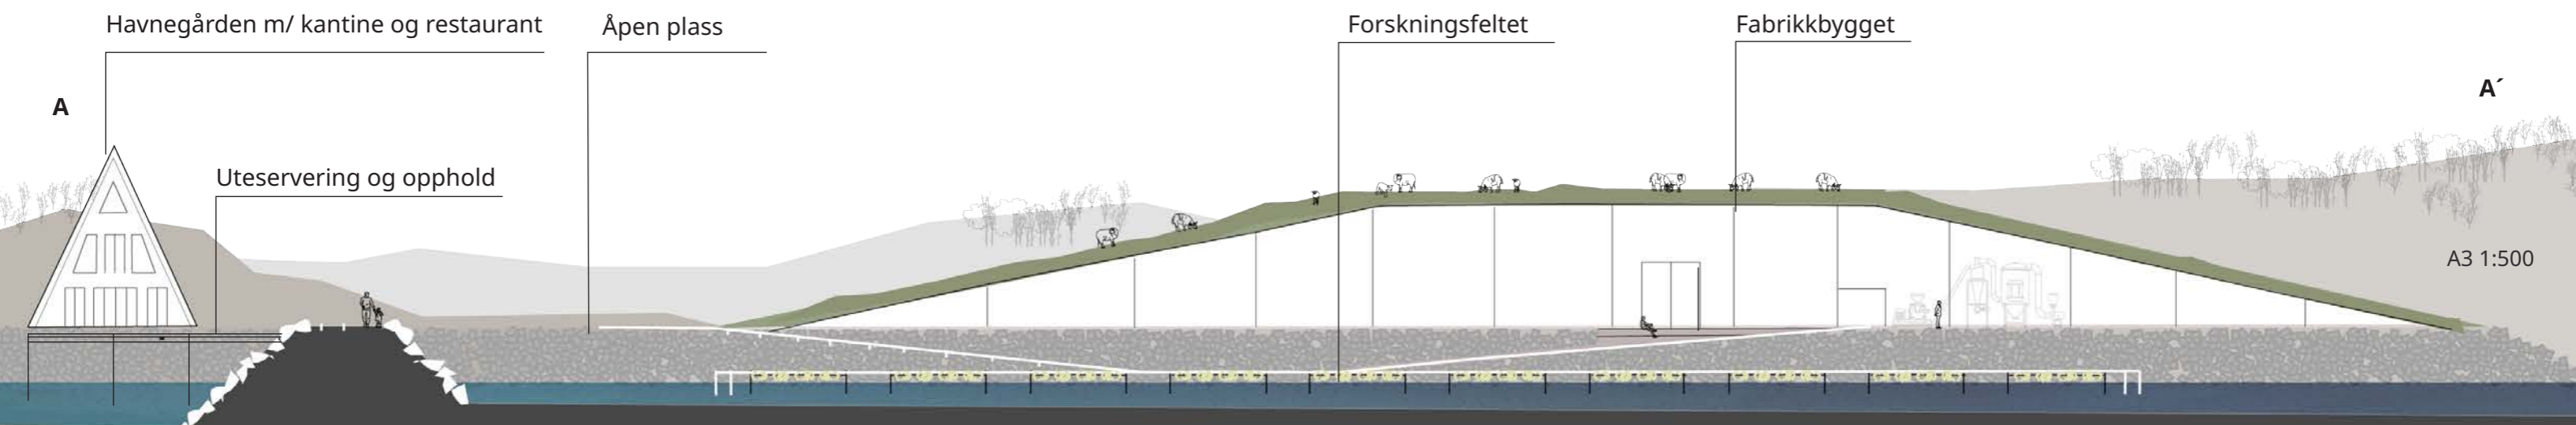 Havnegården m/ kantine og restaurant
Åpen plass
Forskningsfeltet
Fabrikkbygget
A
A´
Uteservering og opphold
A3 1:500